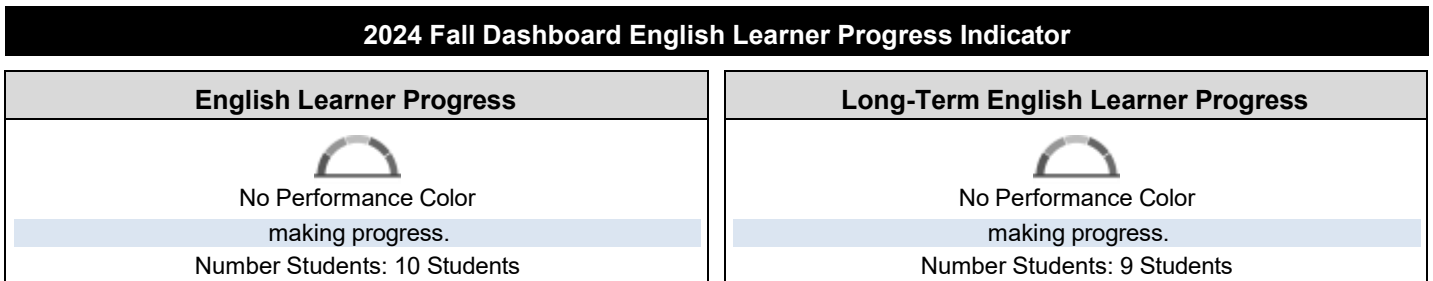 2024 Fall Dashboard English Learner Progress Indicator
English Learner Progress
No Performance Color
making progress.
Number Students: 10 Students
Long-Term English Learner Progress
No Performance Color
making progress.
Number Students: 9 Students